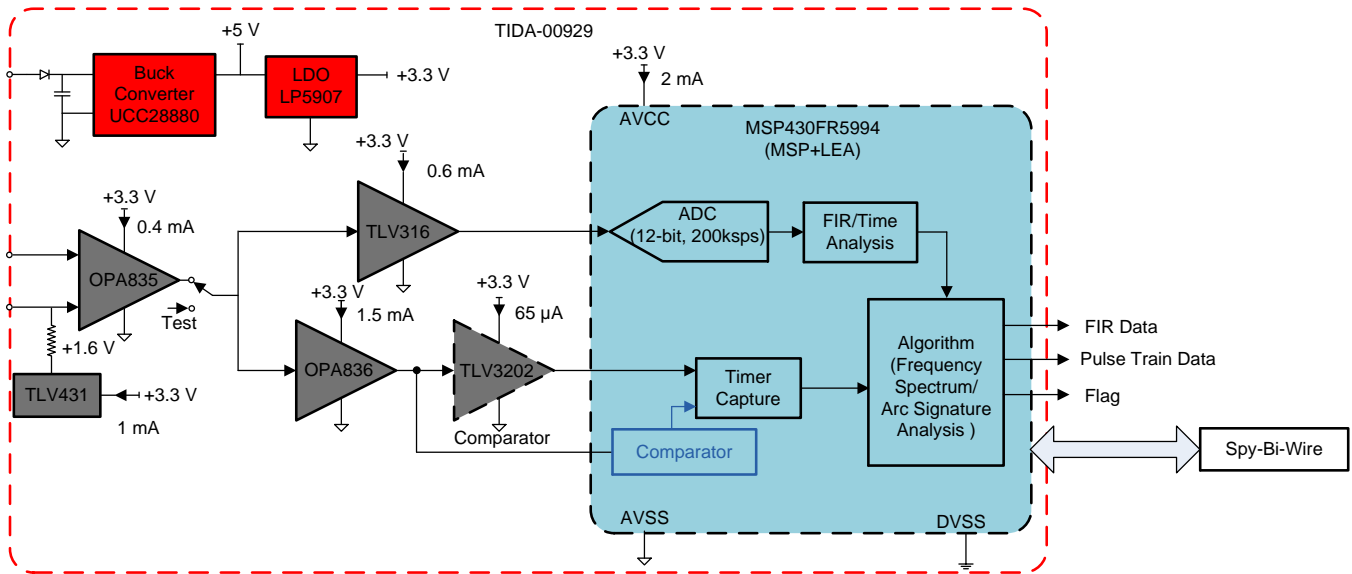 TIDA-00929
+5 V
Buck
Converter
UCC28880
LDO
LP5907
+3.3 V
+3.3 V
2 mA
AVCC
MSP430FR5994
(MSP+LEA)
+3.3 V
0.6 mA
TLV316
+3.3 V
0.4 mA
OPA835
Test
+1.6 V
TLV431
+3.3 V
1 mA
+3.3 V
1.5 mA
OPA836
+3.3 V
65 µA
TLV3202
Comparator
ADC
(12-bit, 200ksps)
FIR/Time
Analysis
Timer
Capture
Comparator
Algorithm
(Frequency
Spectrum/
Arc Signature
Analysis )
FIR Data
Pulse Train Data
Flag
Spy-Bi-Wire
AVSS
DVSS